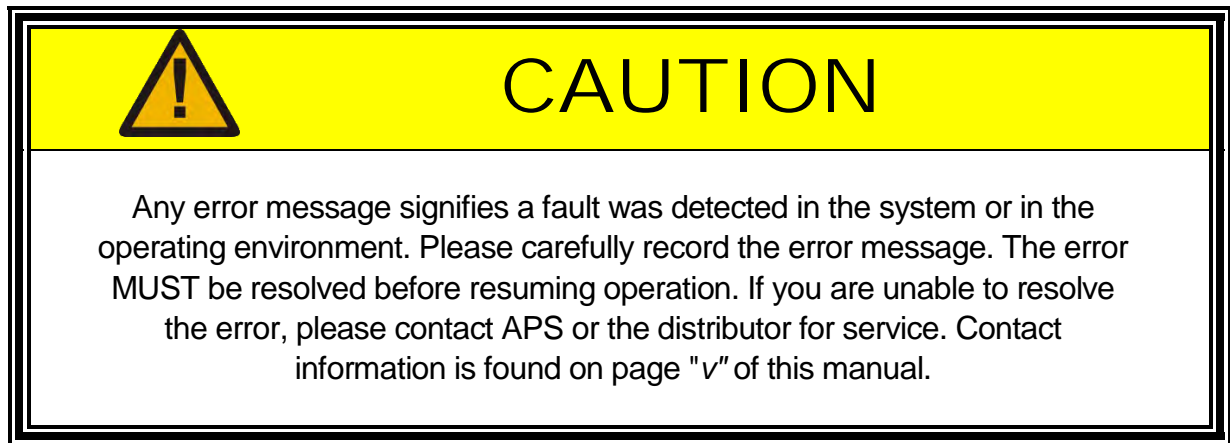 CAUTION
Any error message signifies a fault was detected in the system or in the
operating environment. Please carefully record the error message. The error
MUST be resolved before resuming operation. If you are unable to resolve
the error, please contact APS or the distributor for service. Contact
information is found on page "v" of this manual.